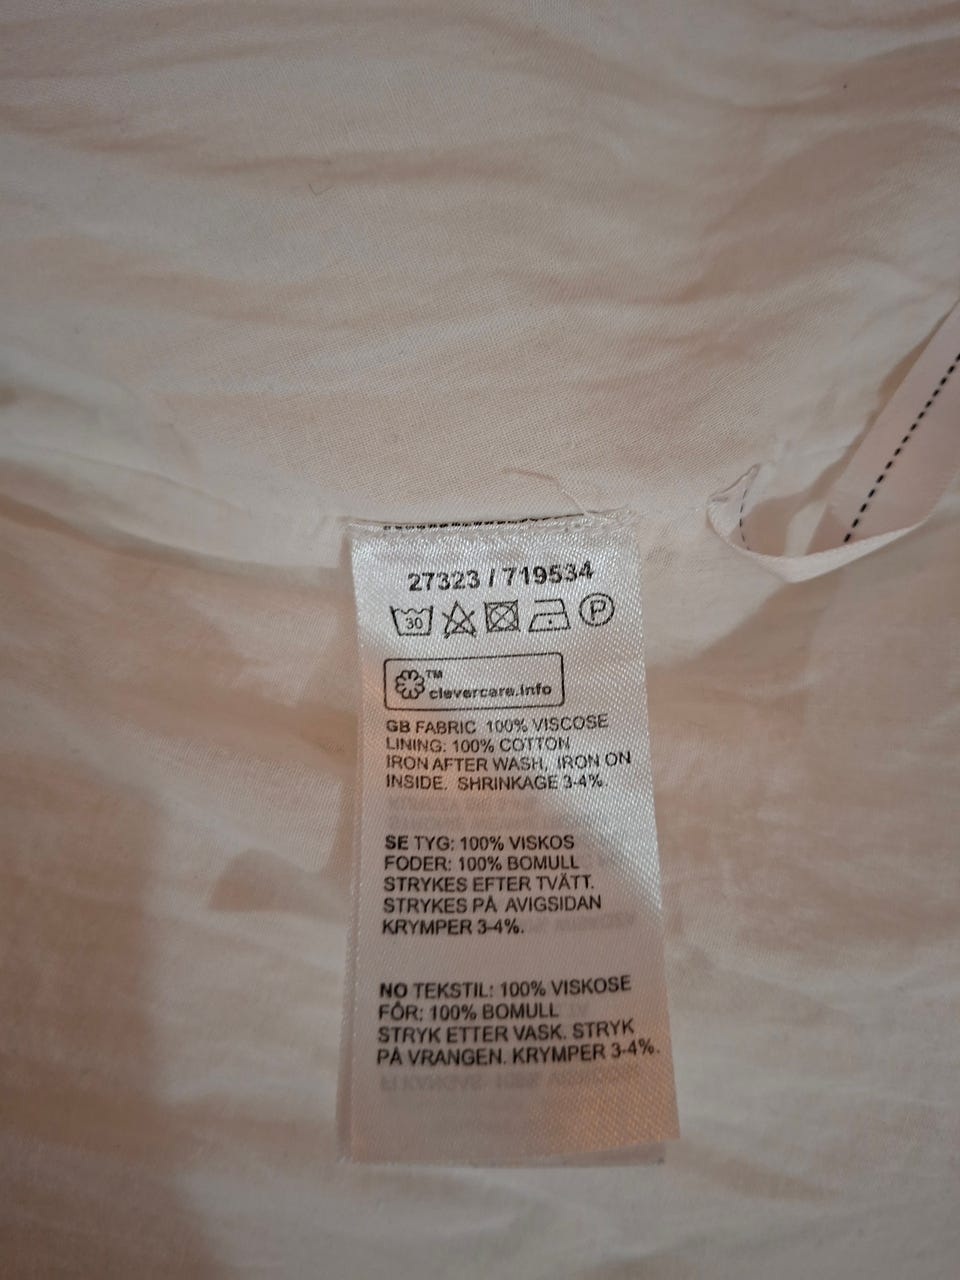 27323 / 719534
30 P
TM
clevercare.info
GB FABRIC 100% VISCOSE
LINING: 100% COTTON
IRON AFTER WASH. IRON ON
INSIDE. SHRINKAGE 3-4%.
SE TYG: 100% VISKOS
FODER: 100% BOMULL
STRYKES EFTER TVÄTT.
STRYKES PÅ AVIGSIDAN
KRYMPER 3-4%.
NO TEKSTIL: 100% VISKOSE
FÔR: 100% BOMULL
STRYK ETTER VASK. STRYK
PÅ VRANGEN. KRYMPER 3-4%.